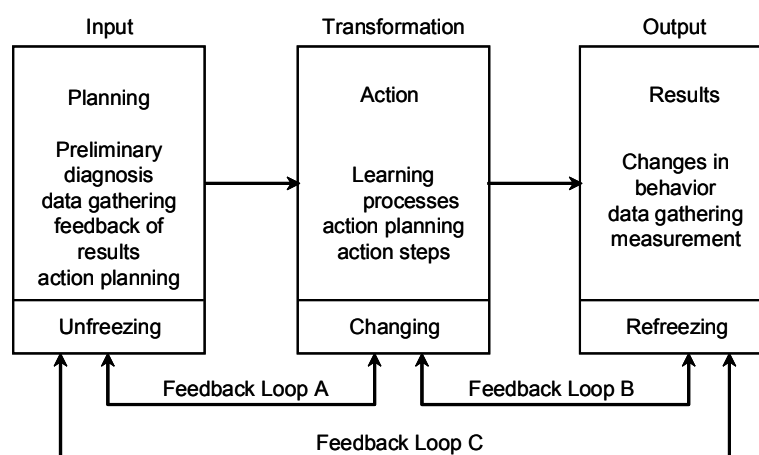 Input
Planning
Preliminary
diagnosis
data gathering
feedback of
results
action planning
Unfreezing
Transformation
Action
Learning
processes
action planning
action steps
Changing
Output
Results
Changes in
behavior
data gathering
measurement
Refreezing
Feedback Loop A
Feedback Loop B
Feedback Loop C